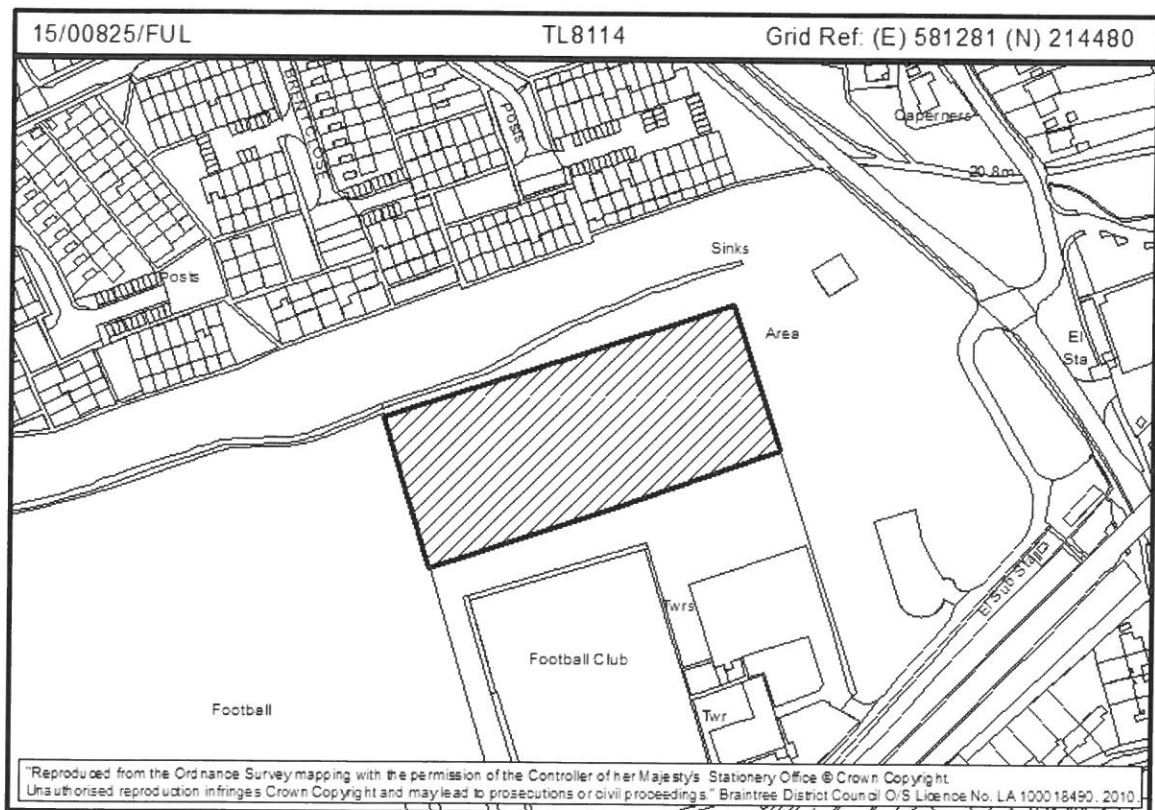 15/00825/FUL TL8114 Grid Ref: (E) 581281 (N) 214480
Caperners
Posts
20.8m
Sinks
Posts
Area
El
Sta
El Sub Sta
Twrs
Football Club
Football
Twr
"Reproduced from the Ordnance Survey mapping with the permission of the Controller of her Majesty's Stationery Office © Crown Copyright.
Unauthorised reproduction infringes Crown Copyright and may lead to prosecutions or civil proceedings." Braintree District Council O/S Licence No. LA 100018490. 2010.